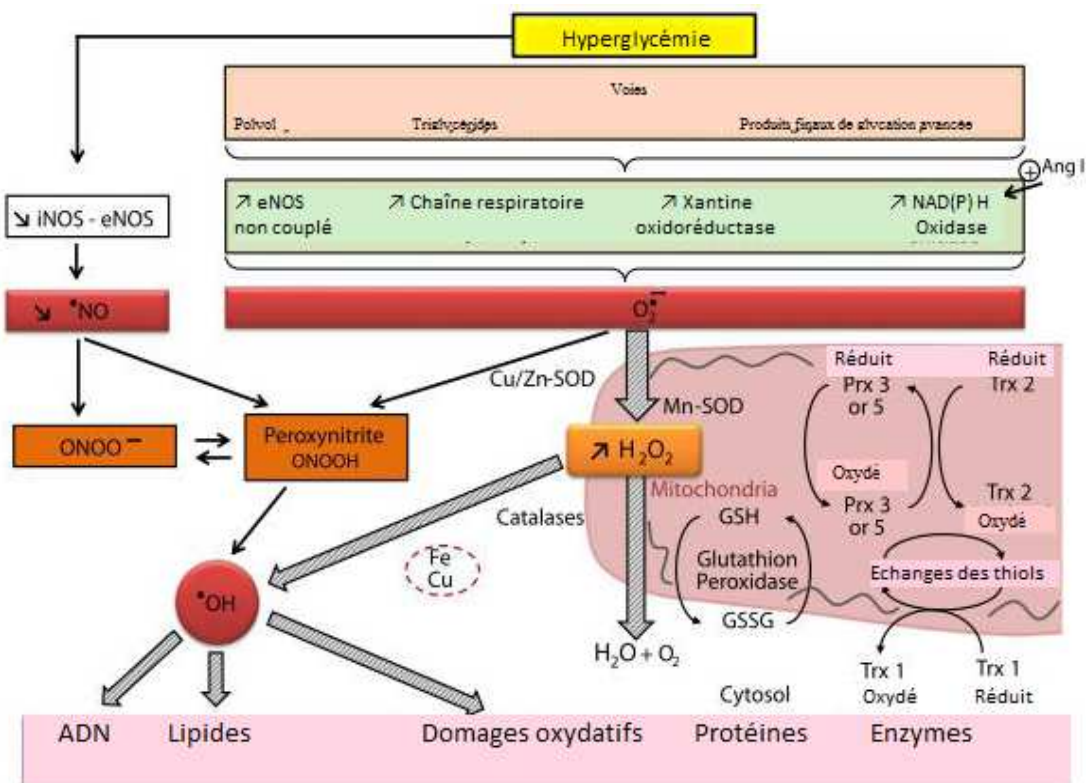 Hyperglycémie
Voies
Polyol
Triglycérides
Produits finaux de glycation avancée
+
Ang I
↘ iNOS - eNOS
↗ eNOS
non couplé
↗ Chaîne respiratoire
↗ Xantine
oxidoréductase
↗ NAD(P) H
Oxidase
↘ •NO
O₂•−
Cu/Zn-SOD
Mn-SOD
Réduit
Prx 3
or 5
Réduit
Trx 2
ONOO −
Peroxynitrite
ONOOH
↗ H₂O₂
Oxydé
Prx 3
or 5
Trx 2
Oxydé
Mitochondria
Catalases
GSH
Fe
Cu
Glutathion
Peroxidase
Echanges des thiols
•OH
GSSG
H₂O + O₂
Trx 1
Oxydé
Trx 1
Réduit
Cytosol
ADN Lipides Domages oxydatifs Protéines Enzymes